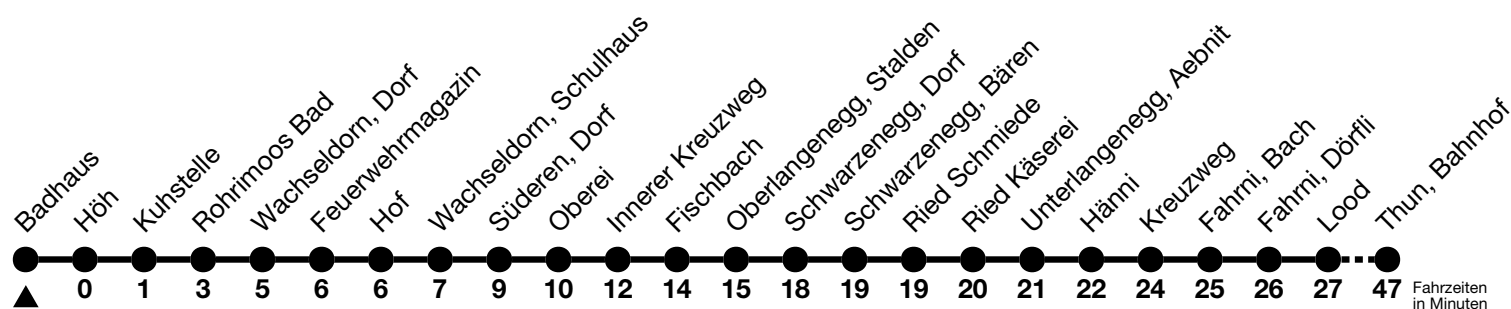 Badhaus
Höh
Kuhstelle
Rohrimoos Bad
Wachseldorn, Dorf
Feuerwehrmagazin
Hof
Wachseldorn, Schulhaus
Süderen, Dorf
Oberei
Innerer Kreuzweg
Fischbach
Oberlangenegg, Stalden
Schwarzenegg, Dorf
Schwarzenegg, Bären
Ried Schmiede
Ried Käserei
Unterlangenegg, Aebnit
Hänni
Kreuzweg
Fahrni, Bach
Fahrni, Dörfli
Lood
Thun, Bahnhof
0 1 3 5 6 6 7 9 10 12 14 15 18 19 19 20 21 22 24 25 26 27 47
Fahrzeiten
in Minuten